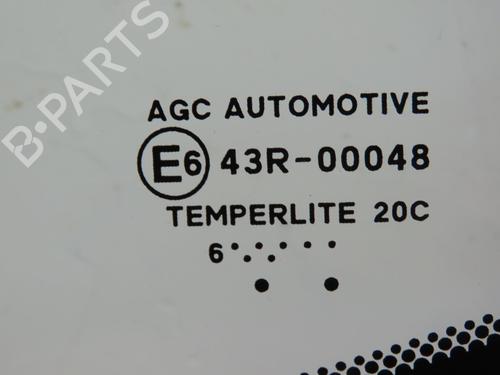 B-PARTS
AGC AUTOMOTIVE
E6 43R-00048
TEMPERLITE 20C
6